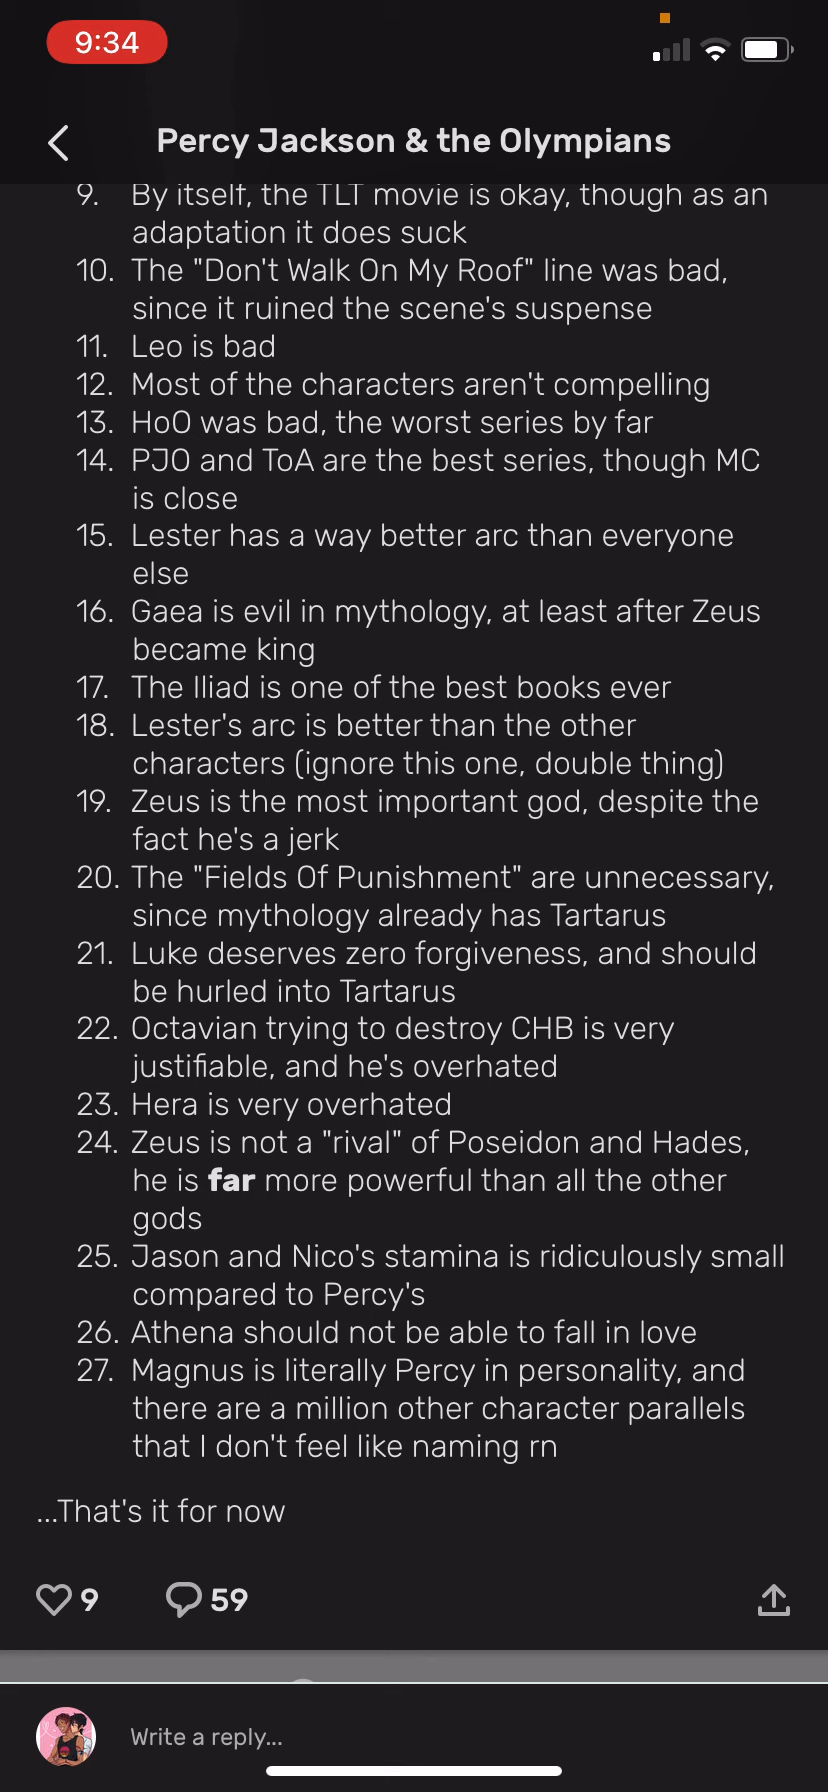 9:34
Percy Jackson & the Olympians
9. By itself, the TLT movie is okay, though as an
adaptation it does suck
10. The "Don't Walk On My Roof" line was bad,
since it ruined the scene's suspense
11. Leo is bad
12. Most of the characters aren't compelling
13. HoO was bad, the worst series by far
14. PJO and ToA are the best series, though MC
is close
15. Lester has a way better arc than everyone
else
16. Gaea is evil in mythology, at least after Zeus
became king
17. The Iliad is one of the best books ever
18. Lester's arc is better than the other
characters (ignore this one, double thing)
19. Zeus is the most important god, despite the
fact he's a jerk
20. The "Fields Of Punishment" are unnecessary,
since mythology already has Tartarus
21. Luke deserves zero forgiveness, and should
be hurled into Tartarus
22. Octavian trying to destroy CHB is very
justifiable, and he's overhated
23. Hera is very overhated
24. Zeus is not a "rival" of Poseidon and Hades,
he is far more powerful than all the other
gods
25. Jason and Nico's stamina is ridiculously small
compared to Percy's
26. Athena should not be able to fall in love
27. Magnus is literally Percy in personality, and
there are a million other character parallels
that I don't feel like naming rn
...That's it for now
9 59
Write a reply...